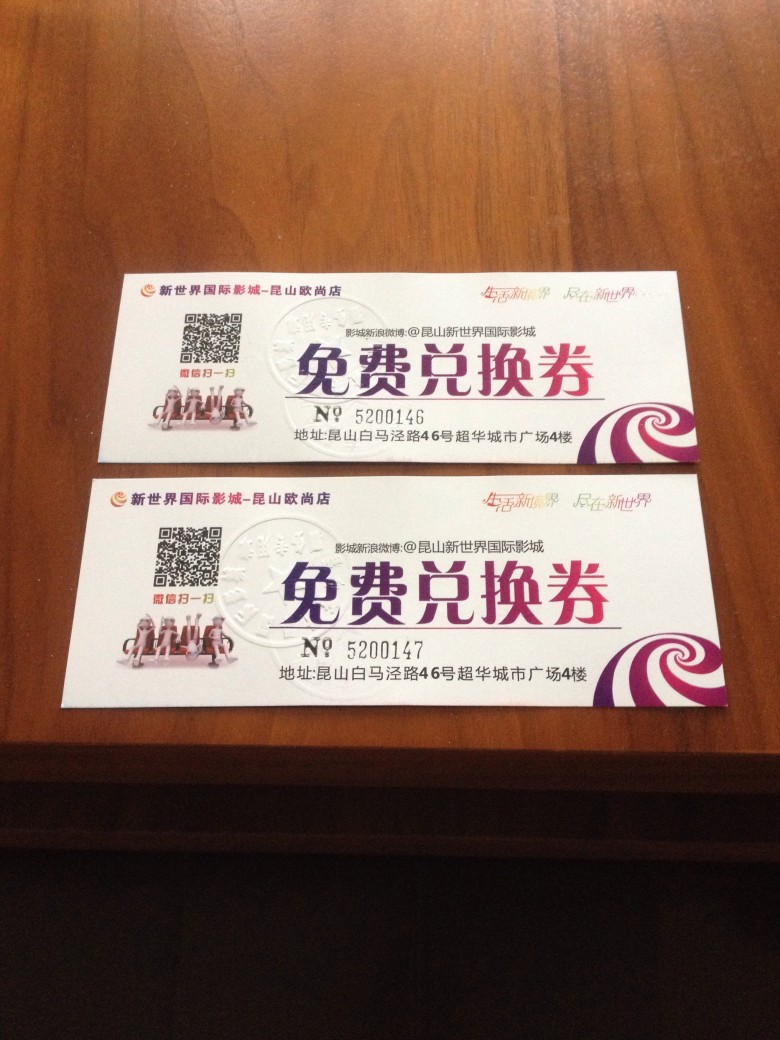 新世界国际影城-昆山欧尚店
生活新境界 尽在新世界
影城新浪微博:@昆山新世界国际影城
微信扫一扫
免费兑换券
№ 5200146
地址:昆山白马泾路46号超华城市广场4楼
新世界国际影城-昆山欧尚店
生活新境界 尽在新世界
影城新浪微博:@昆山新世界国际影城
微信扫一扫
免费兑换券
№ 5200147
地址:昆山白马泾路46号超华城市广场4楼